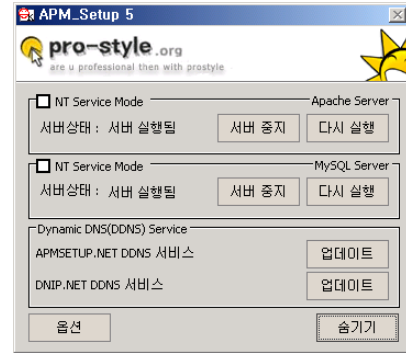 APM_Setup 5
pro-style.org
are u professional then with prostyle
NT Service Mode Apache Server
서버상태 : 서버 실행됨 서버 중지 다시 실행
NT Service Mode MySQL Server
서버상태 : 서버 실행됨 서버 중지 다시 실행
Dynamic DNS(DDNS) Service
APMSETUP.NET DDNS 서비스 업데이트
DNIP.NET DDNS 서비스 업데이트
옵션 숨기기